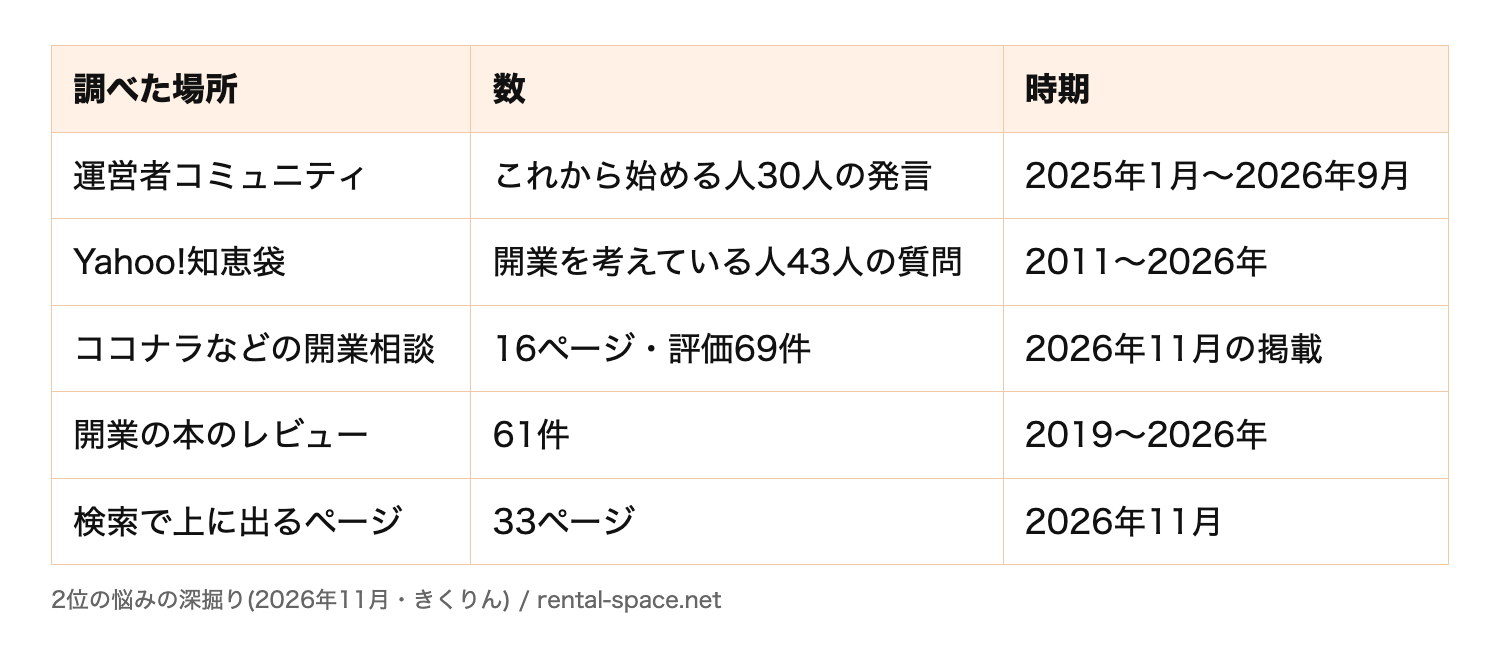 調べた場所 数 時期
運営者コミュニティ これから始める人30人の発言 2025年1月〜2026年9月
Yahoo!知恵袋 開業を考えている人43人の質問 2011〜2026年
ココナラなどの開業相談 16ページ・評価69件 2026年11月の掲載
開業の本のレビュー 61件 2019〜2026年
検索で上に出るページ 33ページ 2026年11月
2位の悩みの深掘り(2026年11月・きくりん) / rental-space.net